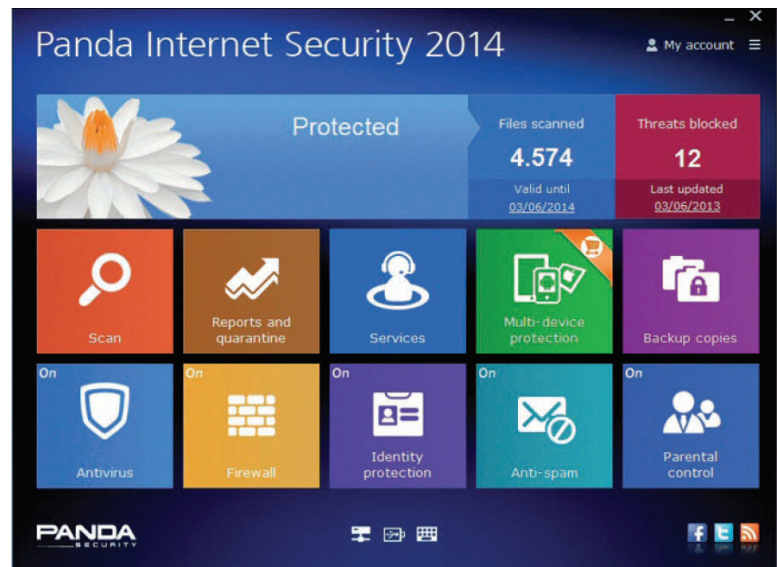 Panda Internet Security 2014
My account
Protected
Files scanned
4.574
Valid until
03/06/2014
Threats blocked
12
Last updated
03/06/2013
Scan
Reports and
quarantine
Services
Multi-device
protection
Backup copies
On
Antivirus
On
Firewall
On
Identity
protection
On
Anti-spam
On
Parental
control
PANDA
SECURITY